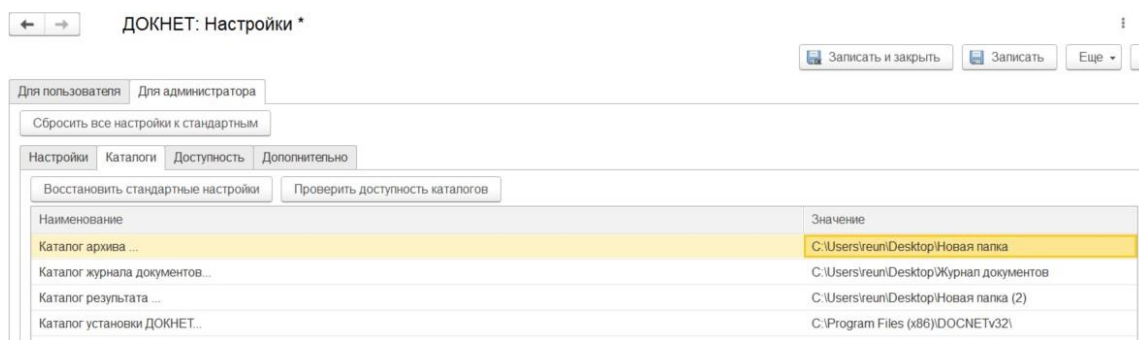 ДОКНЕТ: Настройки *
Записать и закрыть Записать Еще
Для пользователя Для администратора
Сбросить все настройки к стандартным
Настройки Каталоги Доступность Дополнительно
Восстановить стандартные настройки Проверить доступность каталогов
Наименование Значение
Каталог архива ... C:\Users\reun\Desktop\Новая папка
Каталог журнала документов... C:\Users\reun\Desktop\Журнал документов
Каталог результата ... C:\Users\reun\Desktop\Новая папка (2)
Каталог установки ДОКНЕТ... C:\Program Files (x86)\DOCNETv32\